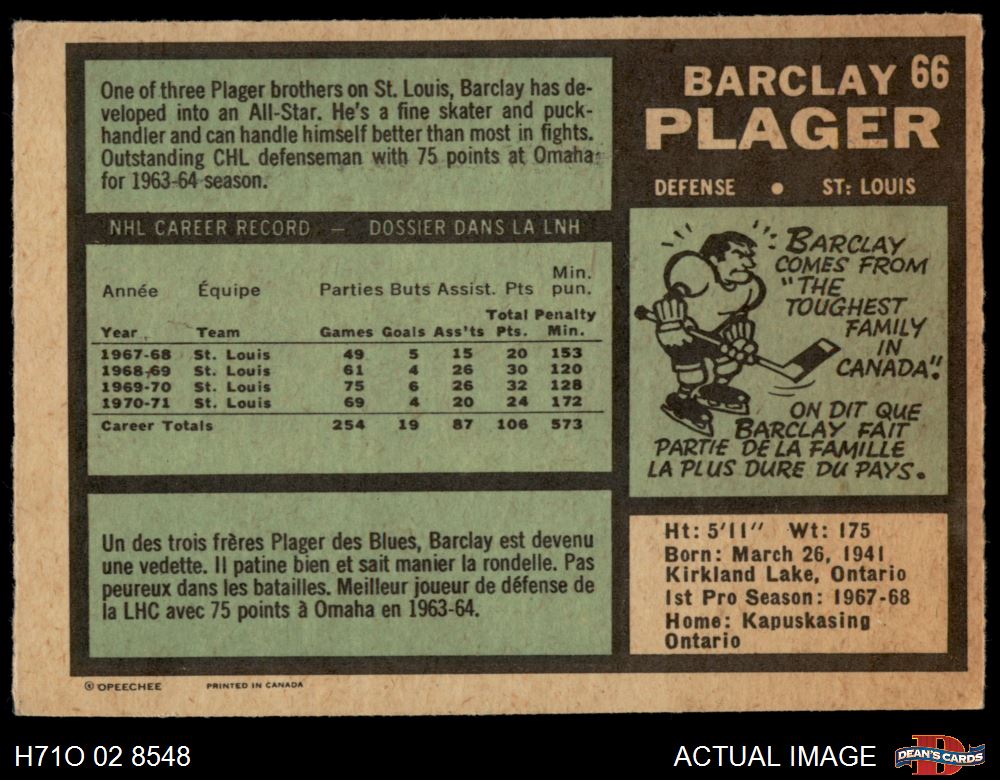 One of three Plager brothers on St. Louis, Barclay has de-
veloped into an All-Star. He's a fine skater and puck-
handler and can handle himself better than most in fights.
Outstanding CHL defenseman with 75 points at Omaha
for 1963-64 season.
NHL CAREER RECORD — DOSSIER DANS LA LNH
Année Équipe Parties Buts Assist. Pts Min. pun.
Year Team Games Goals Ass'ts Total Pts. Penalty Min.
1967-68 St. Louis 49 5 15 20 153
1968-69 St. Louis 61 4 26 30 120
1969-70 St. Louis 75 6 26 32 128
1970-71 St. Louis 69 4 20 24 172
Career Totals 254 19 87 106 573
Un des trois frères Plager des Blues, Barclay est devenu
une vedette. Il patine bien et sait manier la rondelle. Pas
peureux dans les batailles. Meilleur joueur de défense de
la LHC avec 75 points à Omaha en 1963-64.
BARCLAY 66
PLAGER
DEFENSE • ST: LOUIS
BARCLAY
COMES FROM
"THE
TOUGHEST
FAMILY
IN
CANADA".
ON DIT QUE
BARCLAY FAIT
PARTIE DE LA FAMILLE
LA PLUS DURE DU PAYS.
Ht: 5'11" Wt: 175
Born: March 26, 1941
Kirkland Lake, Ontario
1st Pro Season: 1967-68
Home: Kapuskasing
Ontario
© OPEECHEE PRINTED IN CANADA
H71O 02 8548
ACTUAL IMAGE
D
DEAN'S CARDS